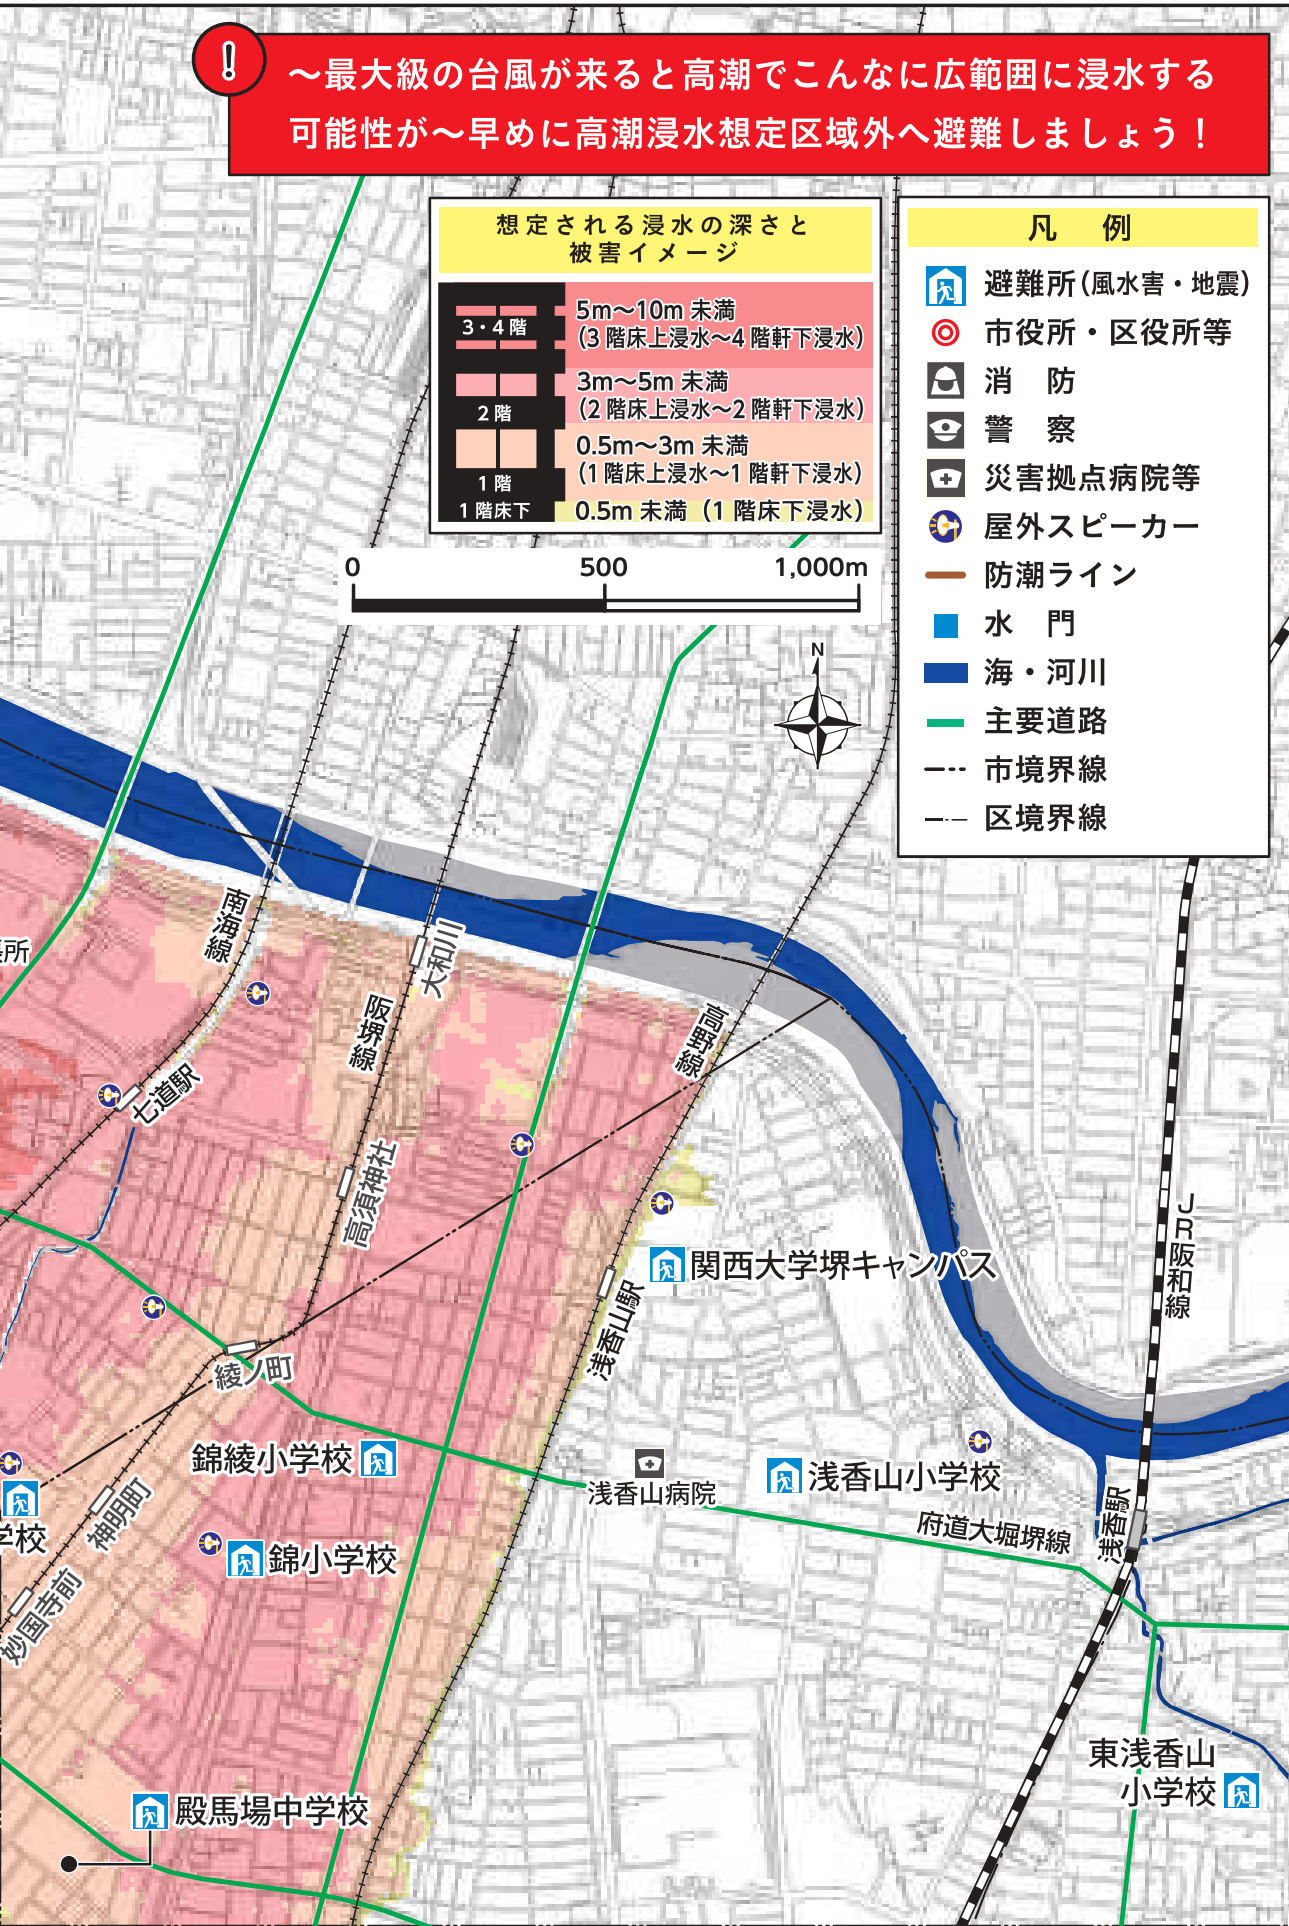 !
〜最大級の台風が来ると高潮でこんなに広範囲に浸水する
可能性が〜早めに高潮浸水想定区域外へ避難しましょう！
想定される浸水の深さと
被害イメージ
3・4階
5m〜10m 未満
（3階床上浸水〜4階軒下浸水）
2階
3m〜5m 未満
（2階床上浸水〜2階軒下浸水）
1階
0.5m〜3m 未満
（1階床上浸水〜1階軒下浸水）
1階床下
0.5m 未満（1階床下浸水）
凡　例
避難所（風水害・地震）
市役所・区役所等
消　防
警　察
災害拠点病院等
屋外スピーカー
防潮ライン
水　門
海・河川
主要道路
市境界線
区境界線
0
500
1,000m
N
南海線
大和川
所
阪堺線
高野線
七道駅
高須神社
JR阪和線
関西大学堺キャンパス
浅香山駅
綾ノ町
錦綾小学校
浅香山病院
浅香山小学校
神明町
学校
府道大堀堺線
浅香駅
錦小学校
妙国寺前
東浅香山
小学校
殿馬場中学校